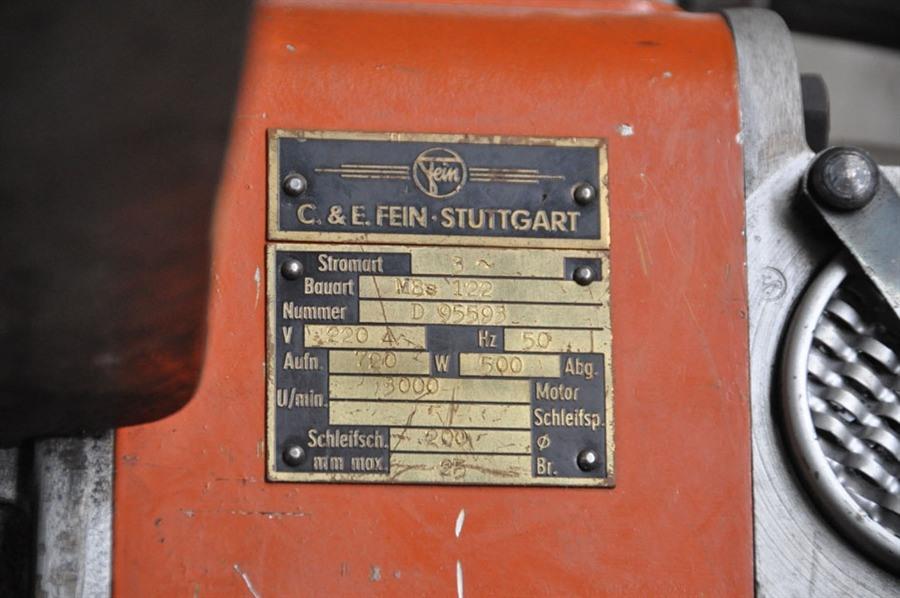 fein
C. & E. FEIN · STUTTGART
Stromart 3 ~
Bauart MBs 122
Nummer D 95593
V 220 Hz 50
Aufn. 720 W 500 Abg.
U/min. 3000 Motor
Schleifsp.
Schleifsch. 200 ϕ
mm max. 25 Br.